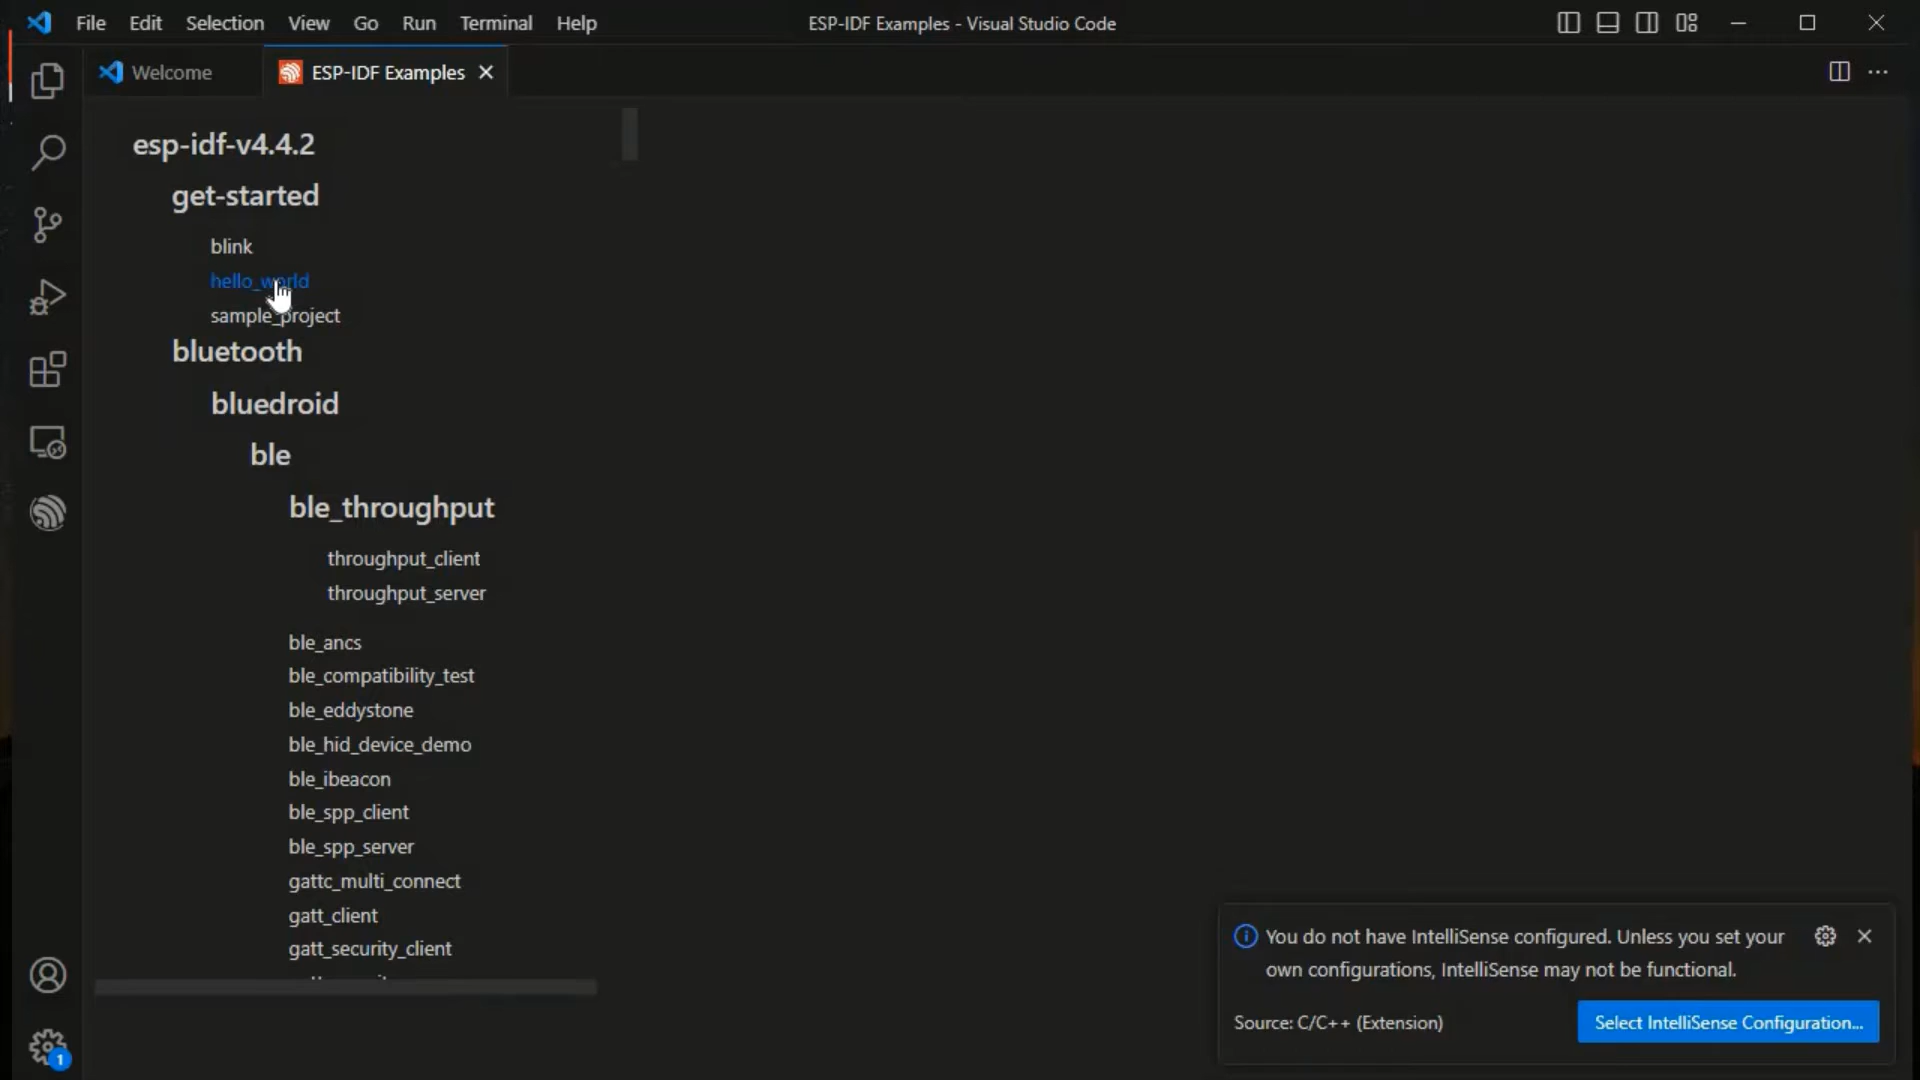 File Edit Selection View Go Run Terminal Help
ESP-IDF Examples - Visual Studio Code
Welcome
ESP-IDF Examples
esp-idf-v4.4.2
get-started
blink
hello_world
sample_project
bluetooth
bluedroid
ble
ble_throughput
throughput_client
throughput_server
ble_ancs
ble_compatibility_test
ble_eddystone
ble_hid_device_demo
ble_ibeacon
ble_spp_client
ble_spp_server
gattc_multi_connect
gatt_client
gatt_security_client
You do not have IntelliSense configured. Unless you set your
own configurations, IntelliSense may not be functional.
Source: C/C++ (Extension)
Select IntelliSense Configuration...
1